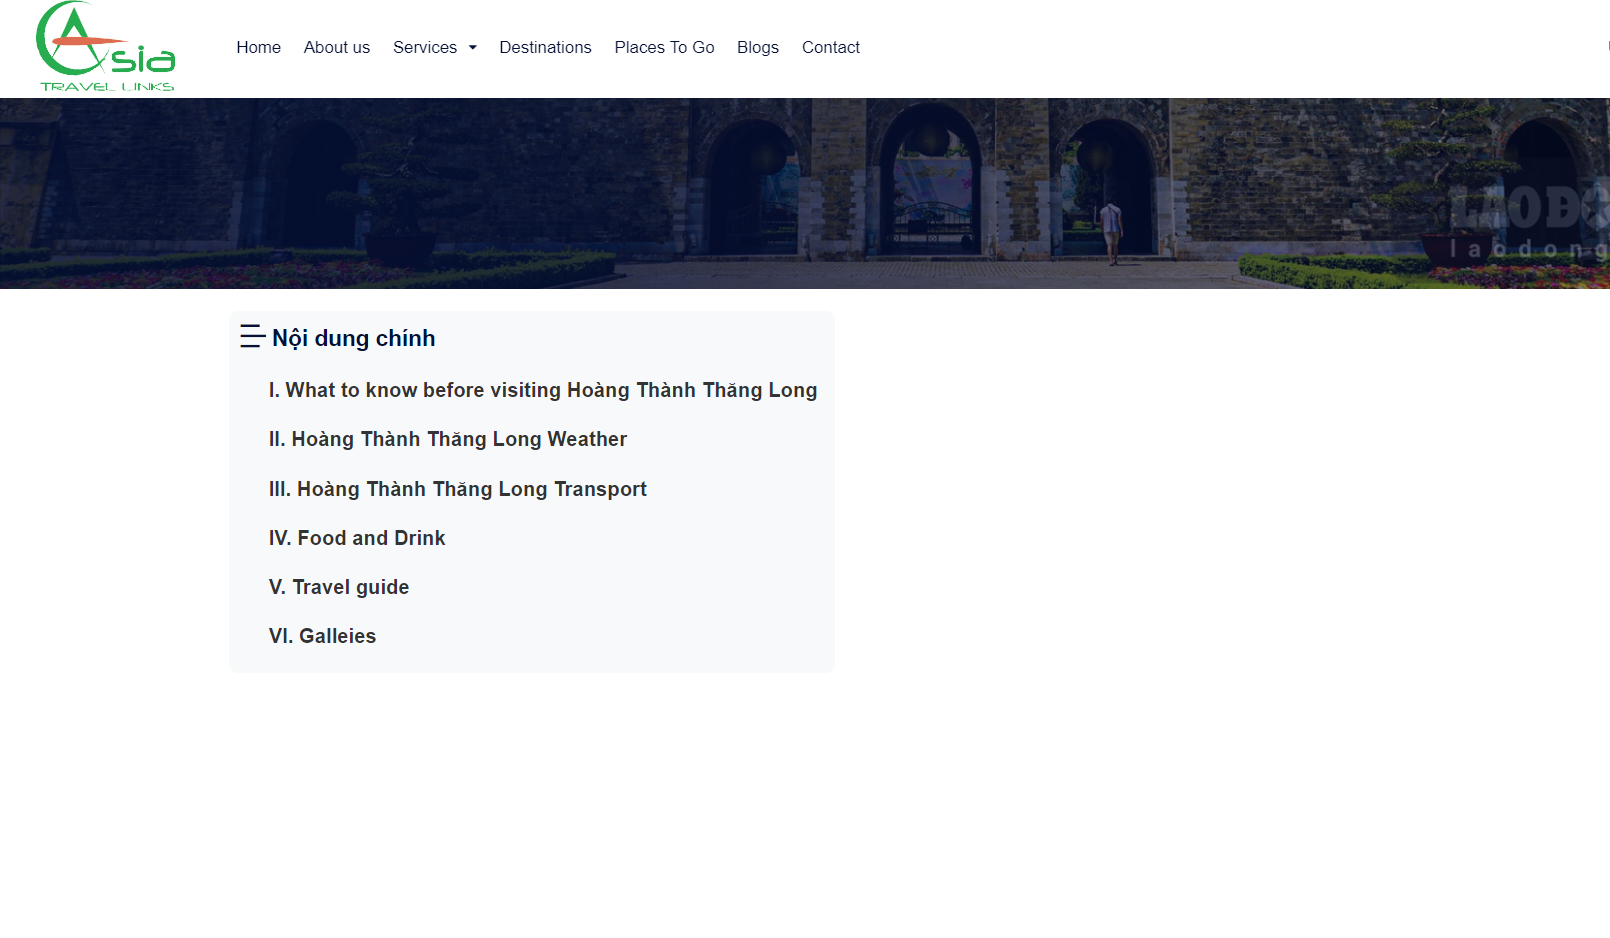 Asia
TRAVEL LINKS
Home About us Services Destinations Places To Go Blogs Contact
LAO ĐỘ
laodong
Nội dung chính
I. What to know before visiting Hoàng Thành Thăng Long
II. Hoàng Thành Thăng Long Weather
III. Hoàng Thành Thăng Long Transport
IV. Food and Drink
V. Travel guide
VI. Galleies